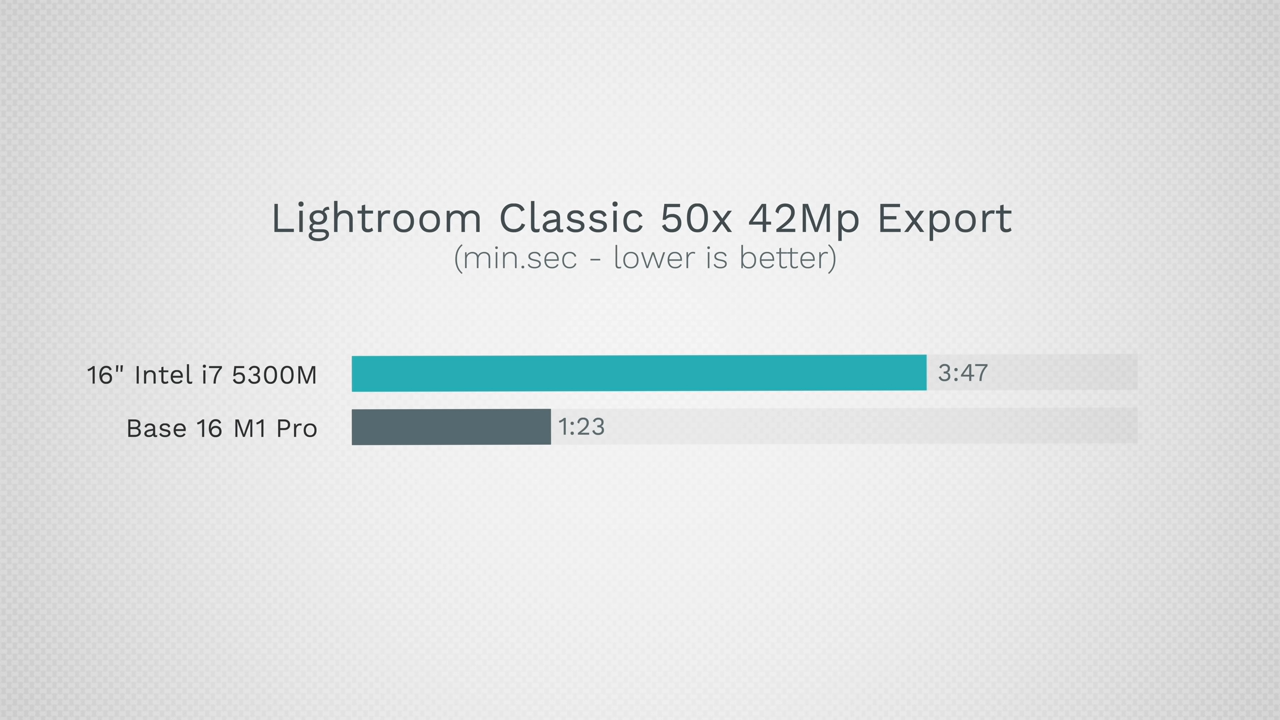 Lightroom Classic 50x 42Mp Export
(min.sec - lower is better)
16" Intel i7 5300M 3:47
Base 16 M1 Pro 1:23